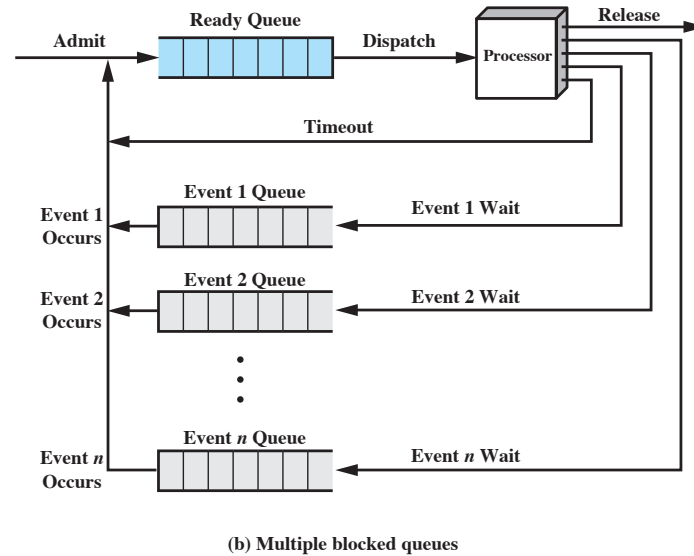 Ready Queue
Release
Admit
Dispatch
Processor
Timeout
Event 1 Queue
Event 1
Occurs
Event 1 Wait
Event 2 Queue
Event 2
Occurs
Event 2 Wait
Event n Queue
Event n
Occurs
Event n Wait
(b) Multiple blocked queues